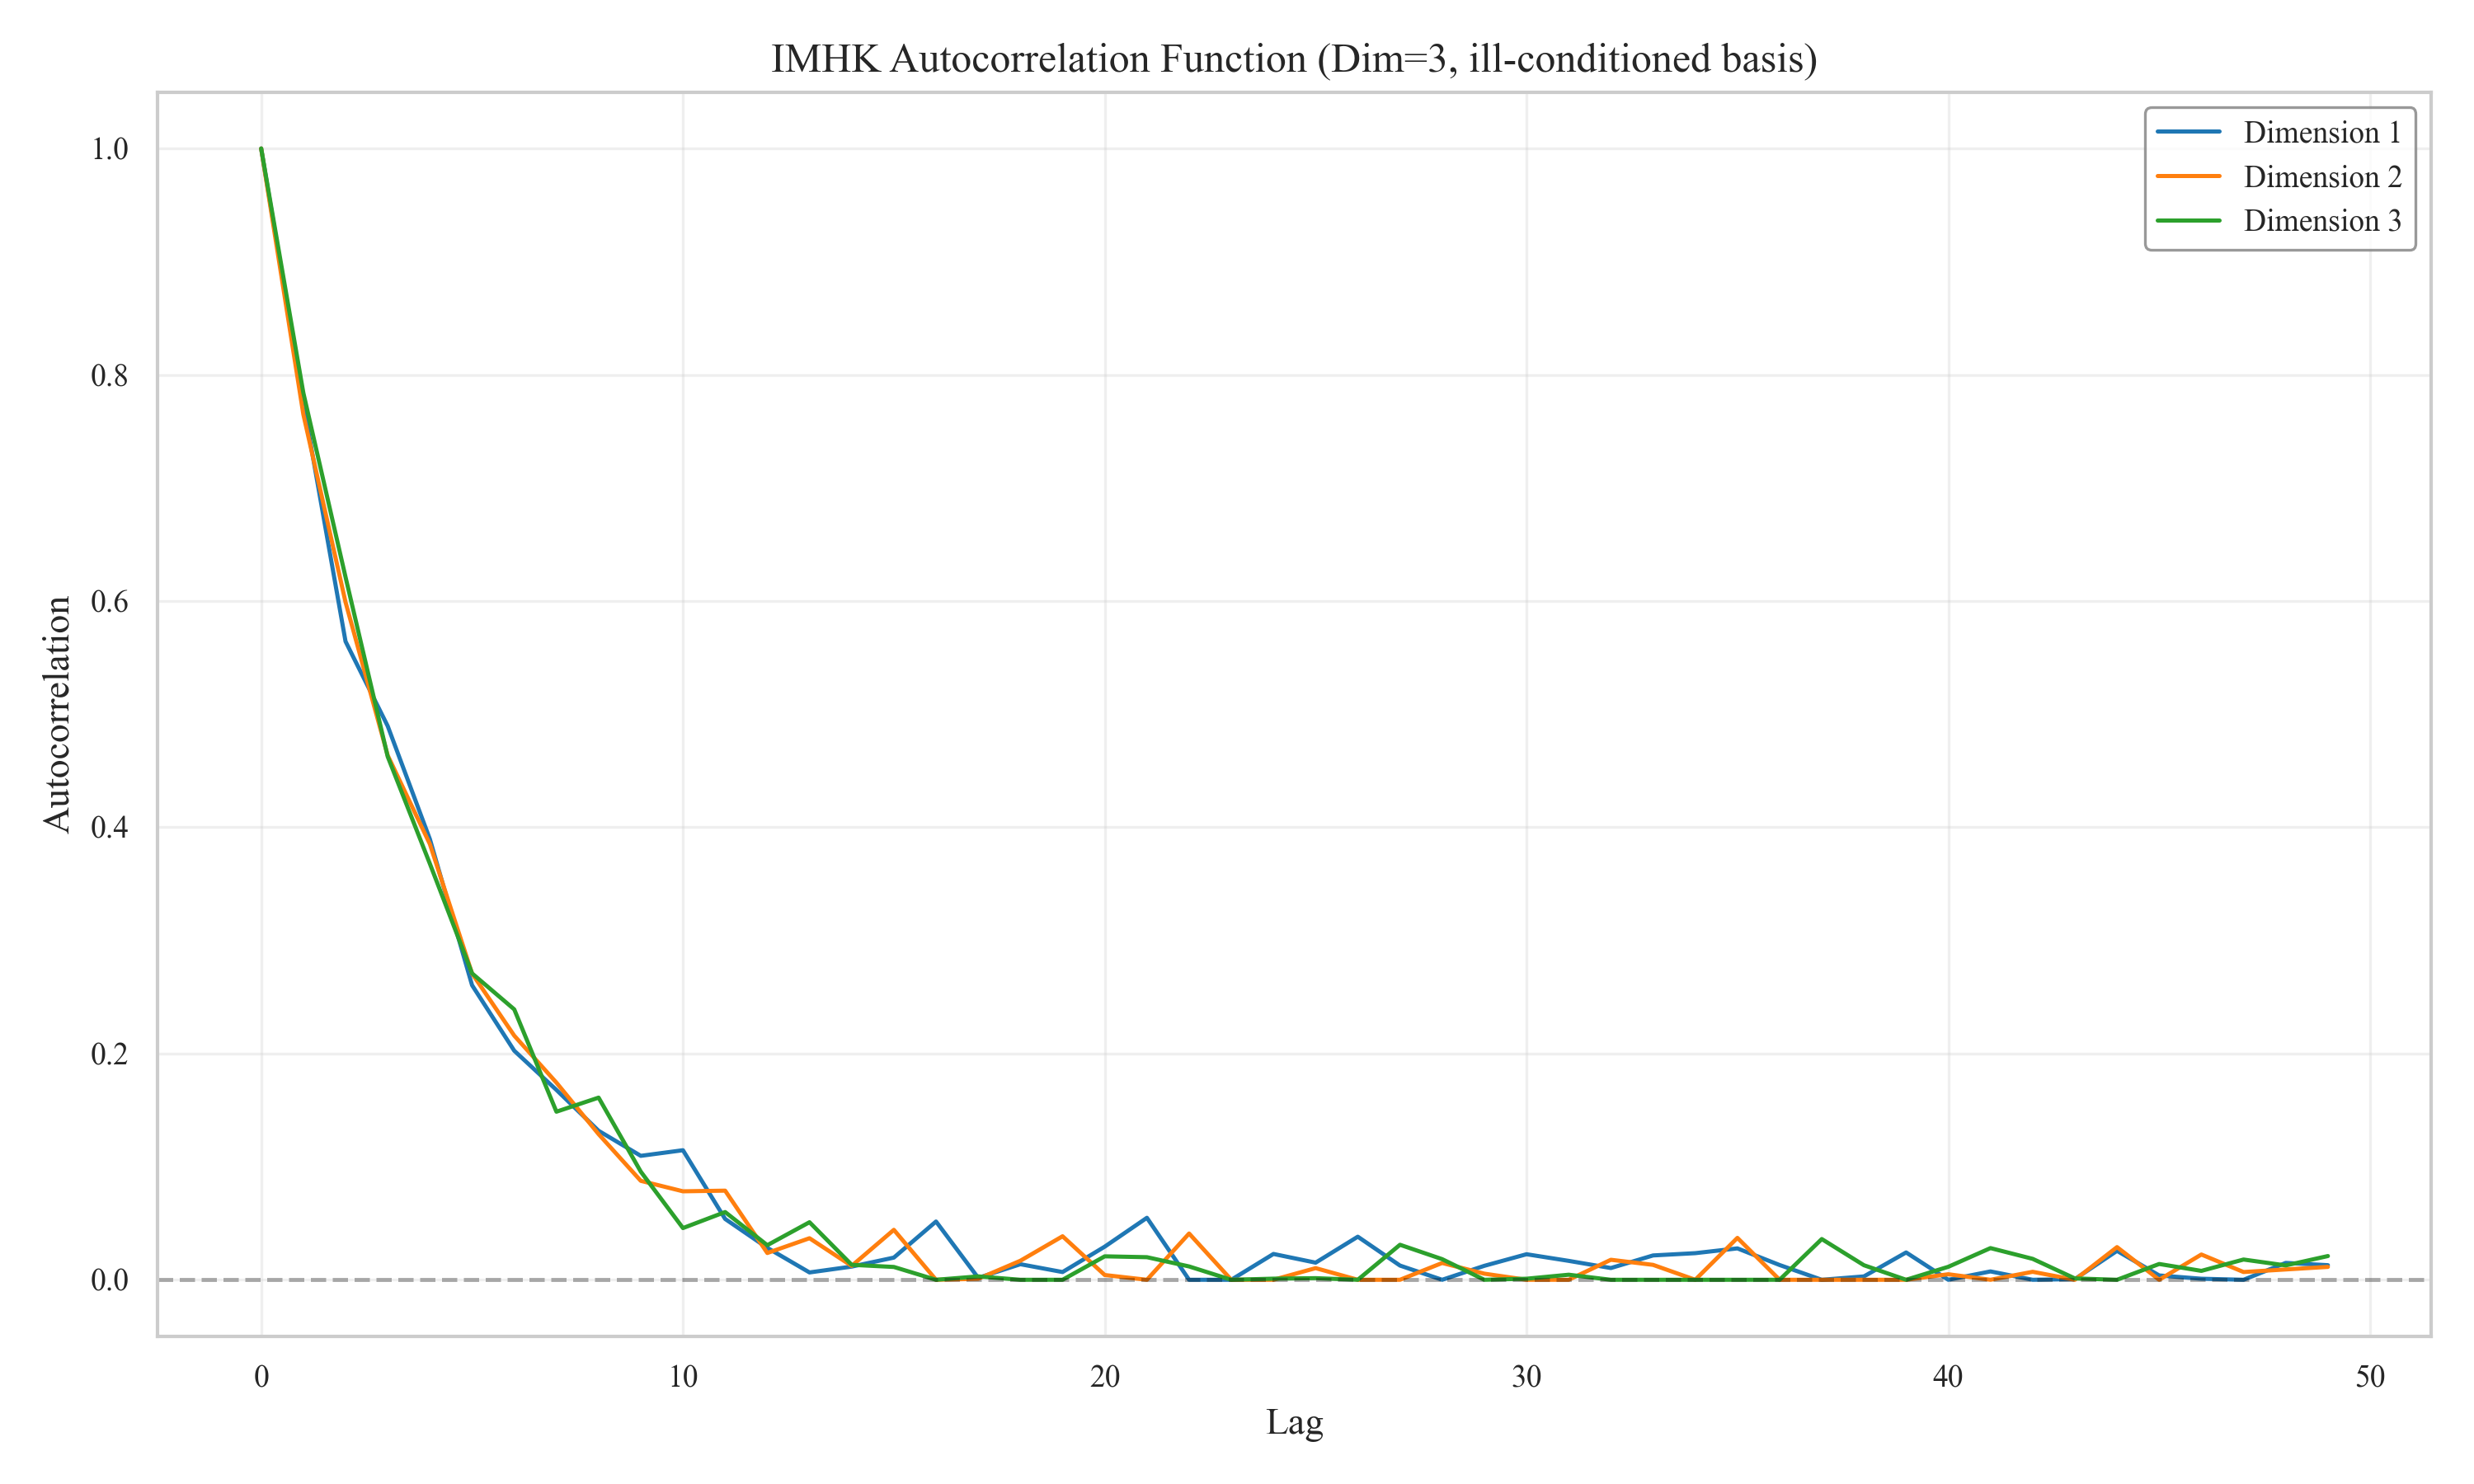 IMHK Autocorrelation Function (Dim=3, ill-conditioned basis)
Dimension 1
Dimension 2
Dimension 3
Autocorrelation
1.0
0.8
0.6
0.4
0.2
0.0
0 10 20 30 40 50
Lag